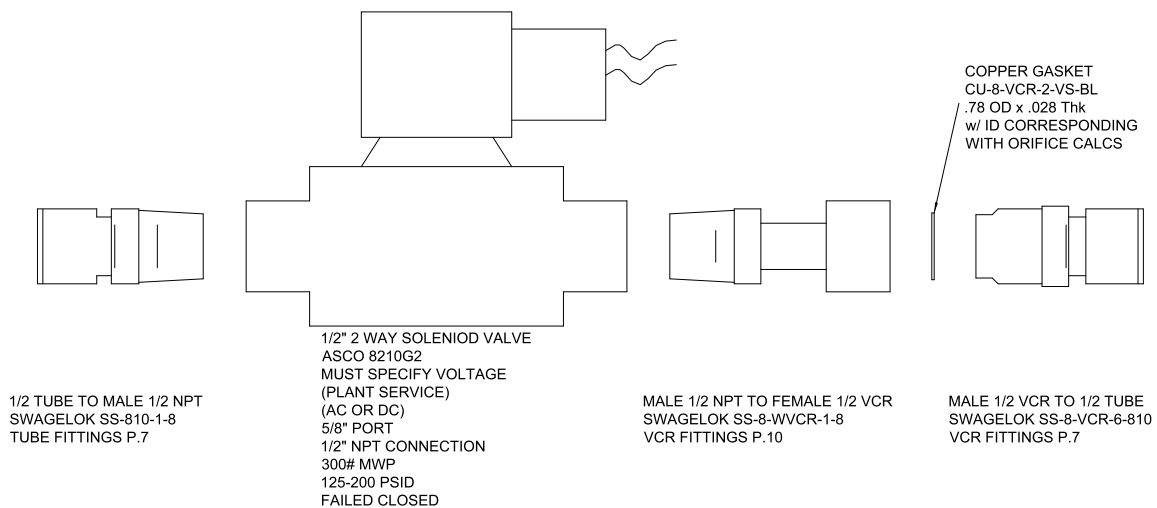 COPPER GASKET
CU-8-VCR-2-VS-BL
.78 OD x .028 Thk
w/ ID CORRESPONDING
WITH ORIFICE CALCS
1/2" 2 WAY SOLENIOD VALVE
ASCO 8210G2
MUST SPECIFY VOLTAGE
(PLANT SERVICE)
(AC OR DC)
5/8" PORT
1/2" NPT CONNECTION
300# MWP
125-200 PSID
FAILED CLOSED
1/2 TUBE TO MALE 1/2 NPT
SWAGELOK SS-810-1-8
TUBE FITTINGS P.7
MALE 1/2 NPT TO FEMALE 1/2 VCR
SWAGELOK SS-8-WVCR-1-8
VCR FITTINGS P.10
MALE 1/2 VCR TO 1/2 TUBE
SWAGELOK SS-8-VCR-6-810
VCR FITTINGS P.7